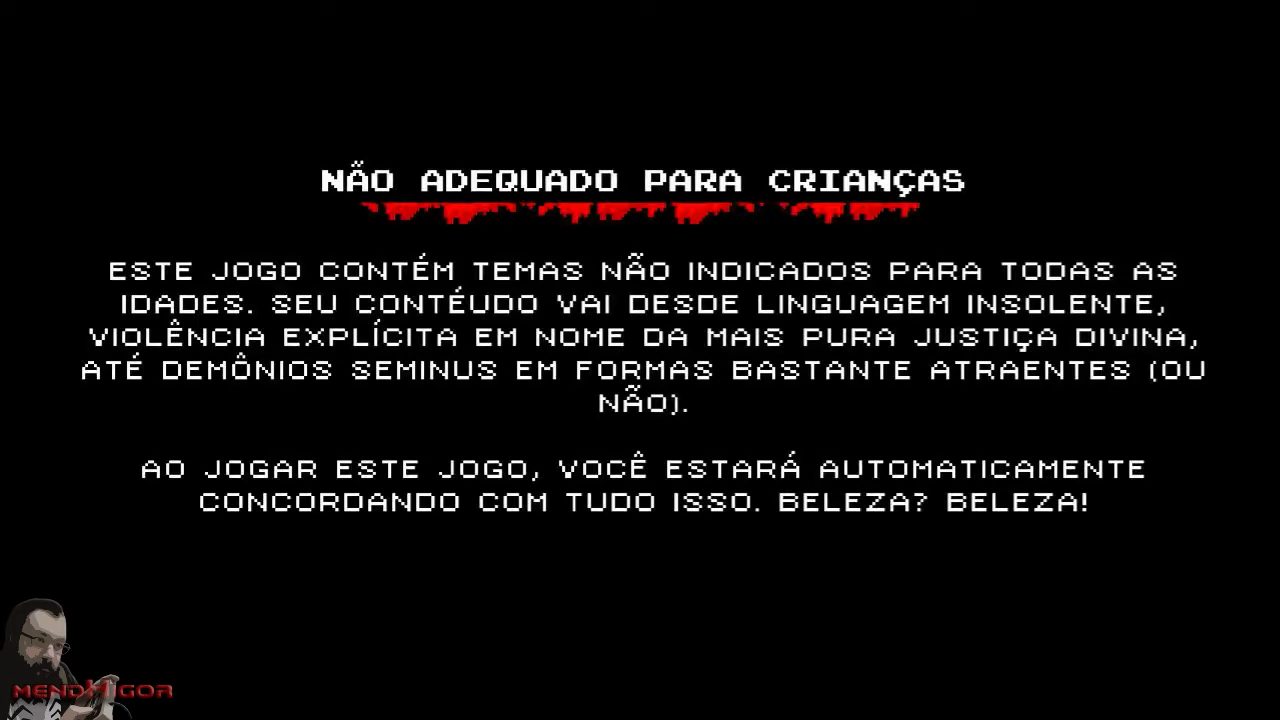 NÃO ADEQUADO PARA CRIANÇAS
ESTE JOGO CONTÉM TEMAS NÃO INDICADOS PARA TODAS AS
IDADES. SEU CONTÉUDO VAI DESDE LINGUAGEM INSOLENTE,
VIOLÊNCIA EXPLÍCITA EM NOME DA MAIS PURA JUSTIÇA DIVINA,
ATÉ DEMÔNIOS SEMINUS EM FORMAS BASTANTE ATRAENTES (OU
NÃO).
AO JOGAR ESTE JOGO, VOCÊ ESTARÁ AUTOMATICAMENTE
CONCORDANDO COM TUDO ISSO. BELEZA? BELEZA!